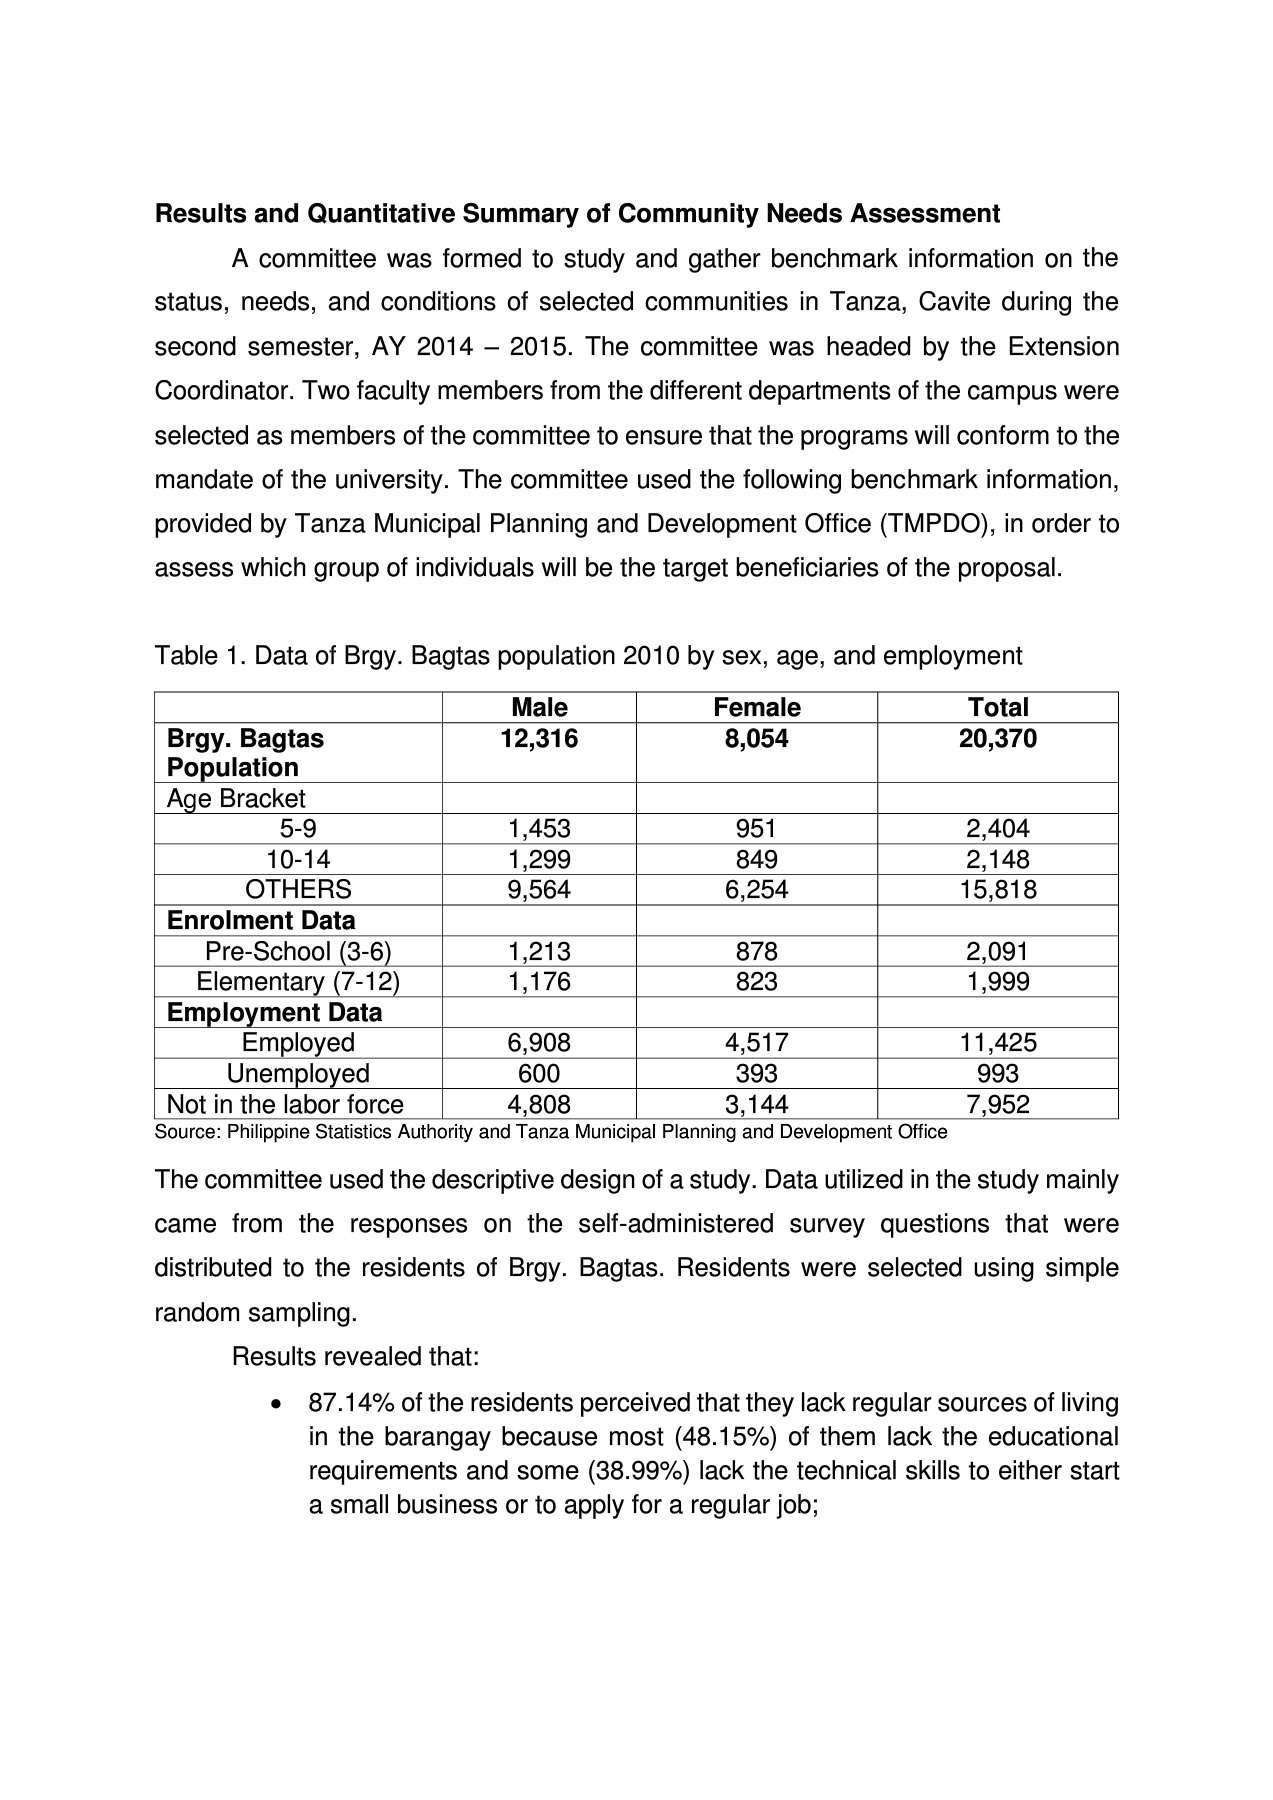 Results and Quantitative Summary of Community Needs Assessment
A committee was formed to study and gather benchmark information on the
status, needs, and conditions of selected communities in Tanza, Cavite during the
second semester, AY 2014 – 2015. The committee was headed by the Extension
Coordinator. Two faculty members from the different departments of the campus were
selected as members of the committee to ensure that the programs will conform to the
mandate of the university. The committee used the following benchmark information,
provided by Tanza Municipal Planning and Development Office (TMPDO), in order to
assess which group of individuals will be the target beneficiaries of the proposal.
Table 1. Data of Brgy. Bagtas population 2010 by sex, age, and employment
Male Female Total
Brgy. Bagtas 12,316 8,054 20,370
Population
Age Bracket
5-9 1,453 951 2,404
10-14 1,299 849 2,148
OTHERS 9,564 6,254 15,818
Enrolment Data
Pre-School (3-6) 1,213 878 2,091
Elementary (7-12) 1,176 823 1,999
Employment Data
Employed 6,908 4,517 11,425
Unemployed 600 393 993
Not in the labor force 4,808 3,144 7,952
Source: Philippine Statistics Authority and Tanza Municipal Planning and Development Office
The committee used the descriptive design of a study. Data utilized in the study mainly
came from the responses on the self-administered survey questions that were
distributed to the residents of Brgy. Bagtas. Residents were selected using simple
random sampling.
Results revealed that:
• 87.14% of the residents perceived that they lack regular sources of living
in the barangay because most (48.15%) of them lack the educational
requirements and some (38.99%) lack the technical skills to either start
a small business or to apply for a regular job;